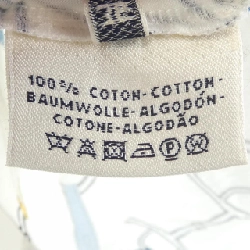 100 % COTON-COTTON-
BAUMWOLLE-ALGODÓN-
COTONE-ALGODÃO